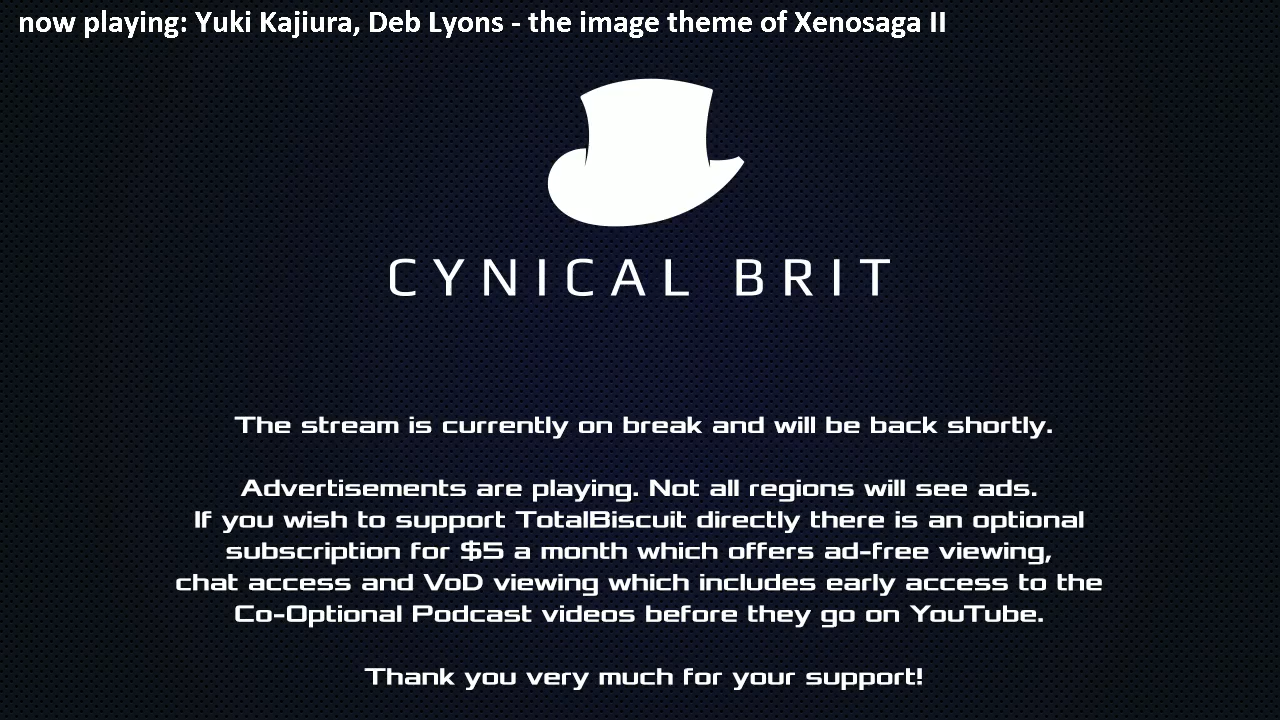 now playing: Yuki Kajiura, Deb Lyons - the image theme of Xenosaga II
CYNICAL BRIT
The stream is currently on break and will be back shortly.
Advertisements are playing. Not all regions will see ads.
If you wish to support TotalBiscuit directly there is an optional
subscription for $5 a month which offers ad-free viewing,
chat access and VoD viewing which includes early access to the
Co-Optional Podcast videos before they go on YouTube.
Thank you very much for your support!